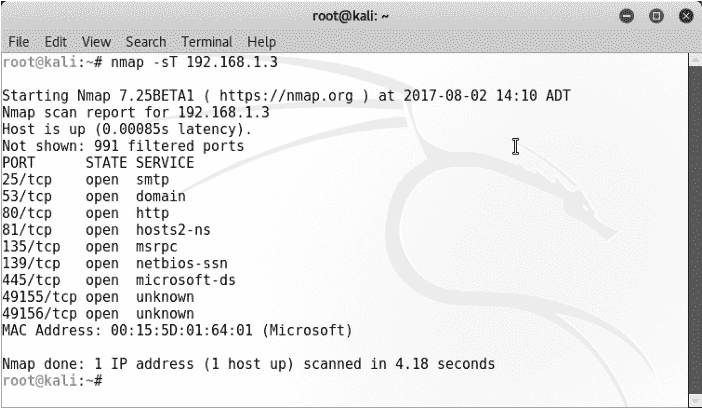 root@kali: ~
File Edit View Search Terminal Help
root@kali:~# nmap -sT 192.168.1.3
Starting Nmap 7.25BETA1 ( https://nmap.org ) at 2017-08-02 14:10 ADT
Nmap scan report for 192.168.1.3
Host is up (0.00085s latency).
Not shown: 991 filtered ports
PORT      STATE SERVICE
25/tcp    open  smtp
53/tcp    open  domain
80/tcp    open  http
81/tcp    open  hosts2-ns
135/tcp   open  msrpc
139/tcp   open  netbios-ssn
445/tcp   open  microsoft-ds
49155/tcp open  unknown
49156/tcp open  unknown
MAC Address: 00:15:5D:01:64:01 (Microsoft)
Nmap done: 1 IP address (1 host up) scanned in 4.18 seconds
root@kali:~#